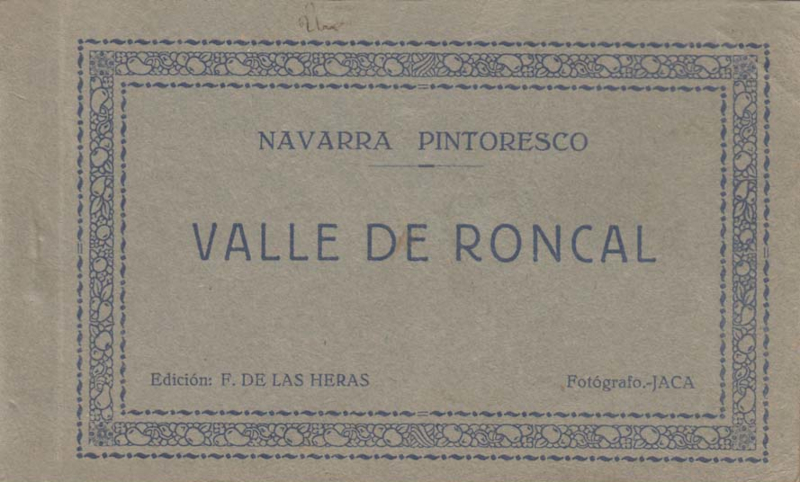 NAVARRA PINTORESCO
VALLE DE RONCAL
Edición: F. DE LAS HERAS Fotógrafo.-JACA